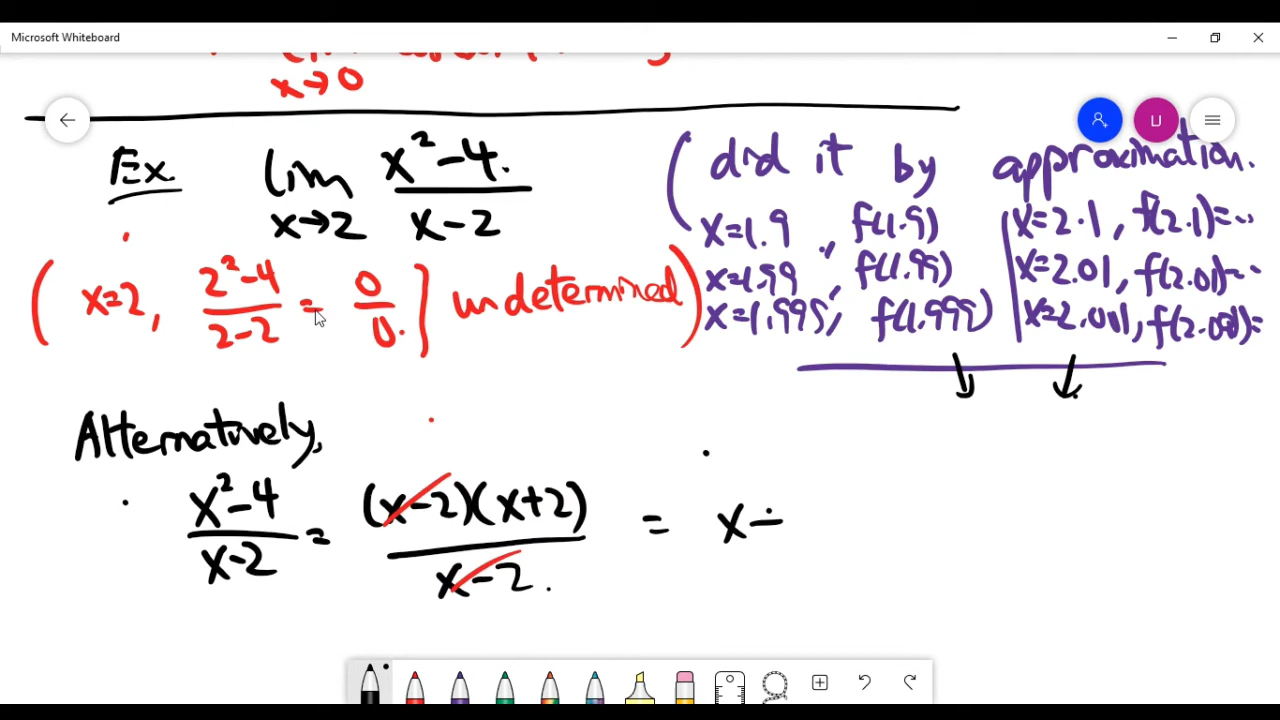 Microsoft Whiteboard
x→0
Ex. lim x→2 (x²-4)/(x-2)
(did it by approximation.
x=1.9, f(1.9) | x=2.1, f(2.1)=..
x=1.99, f(1.99) | x=2.01, f(2.01)=..
x=1.995, f(1.995) | x=2.001, f(2.001)=
(x=2, (2²-4)/(2-2) = 0/0. undetermined)
Alternatively,
(x²-4)/(x-2) = ((x-2)(x+2))/(x-2) = x